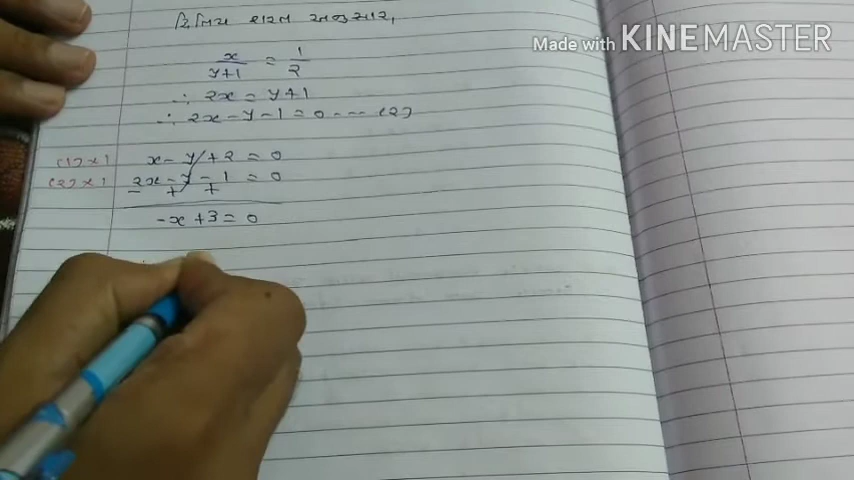 Made with KINEMASTER
દ્વિતિય શરત અનુસાર,
x/y+1 = 1/2
∴ 2x = y+1
∴ 2x - y - 1 = 0 --- (2)
(1) x 1 x - y + 2 = 0
(2) x 1 2x - y - 1 = 0
- + +
-x + 3 = 0